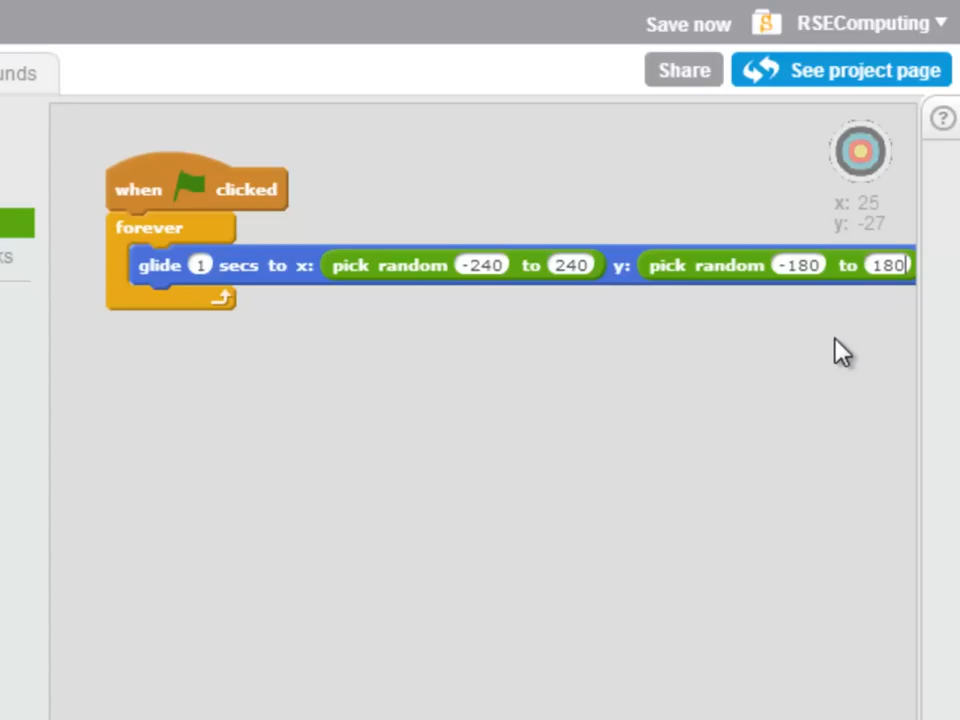 Save now RSEComputing
unds Share See project page
?
when clicked
x: 25
y: -27
forever
glide 1 secs to x: pick random -240 to 240 y: pick random -180 to 180